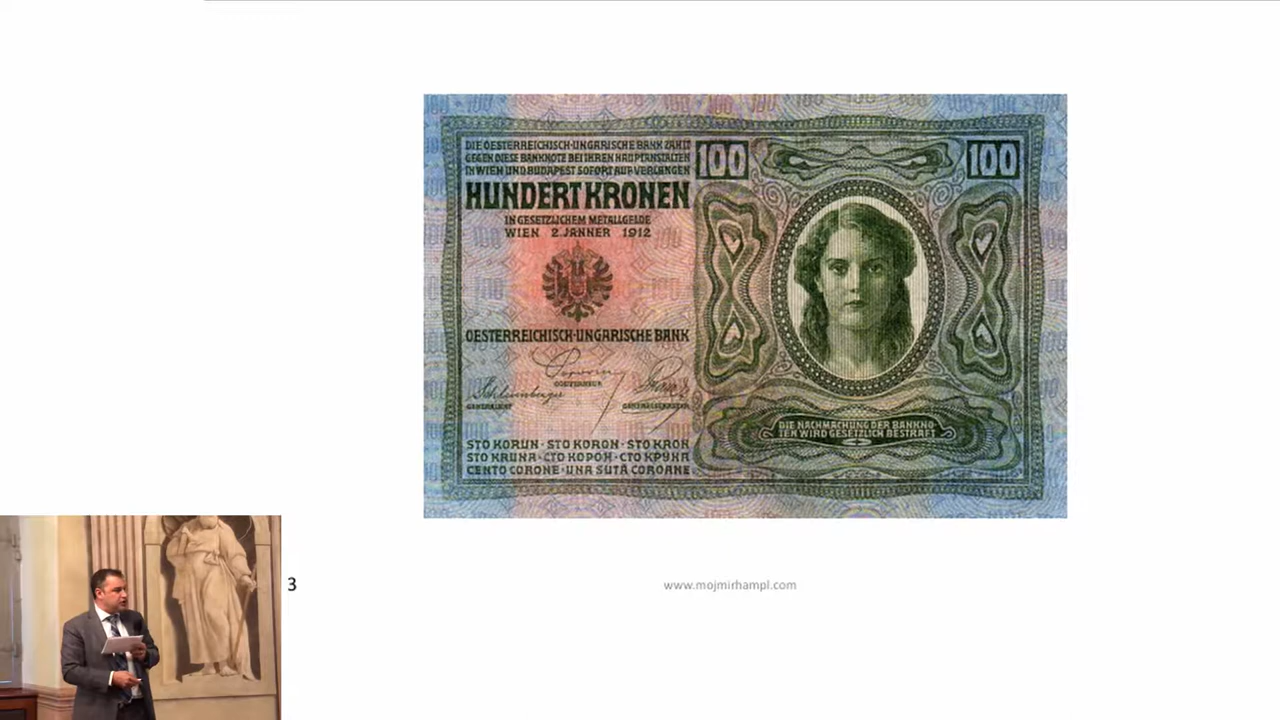 DIE OESTERREICHISCH-UNGARISCHE BANK ZAHLT
GEGEN DIESE BANKNOTE BEI IHREN HAUPTANSTALTEN
IN WIEN UND BUDAPEST SOFORT AUF VERLANGEN
HUNDERT KRONEN
IN GESETZLICHEM METALLGELDE
WIEN 2. JÄNNER 1912
OESTERREICHISCH-UNGARISCHE BANK
GOUVERNEUR
GENERALRAT
STO KORUN · STO KORON · STO KRON
STO KRUNA · СТО КОРОН · СТО КРУНА
CENTO CORONE · UNA SUTĂ COROANE
100
100
DIE NACHMACHUNG DER BANKNO-
TEN WIRD GESETZLICH BESTRAFT
3
www.mojmirhampl.com